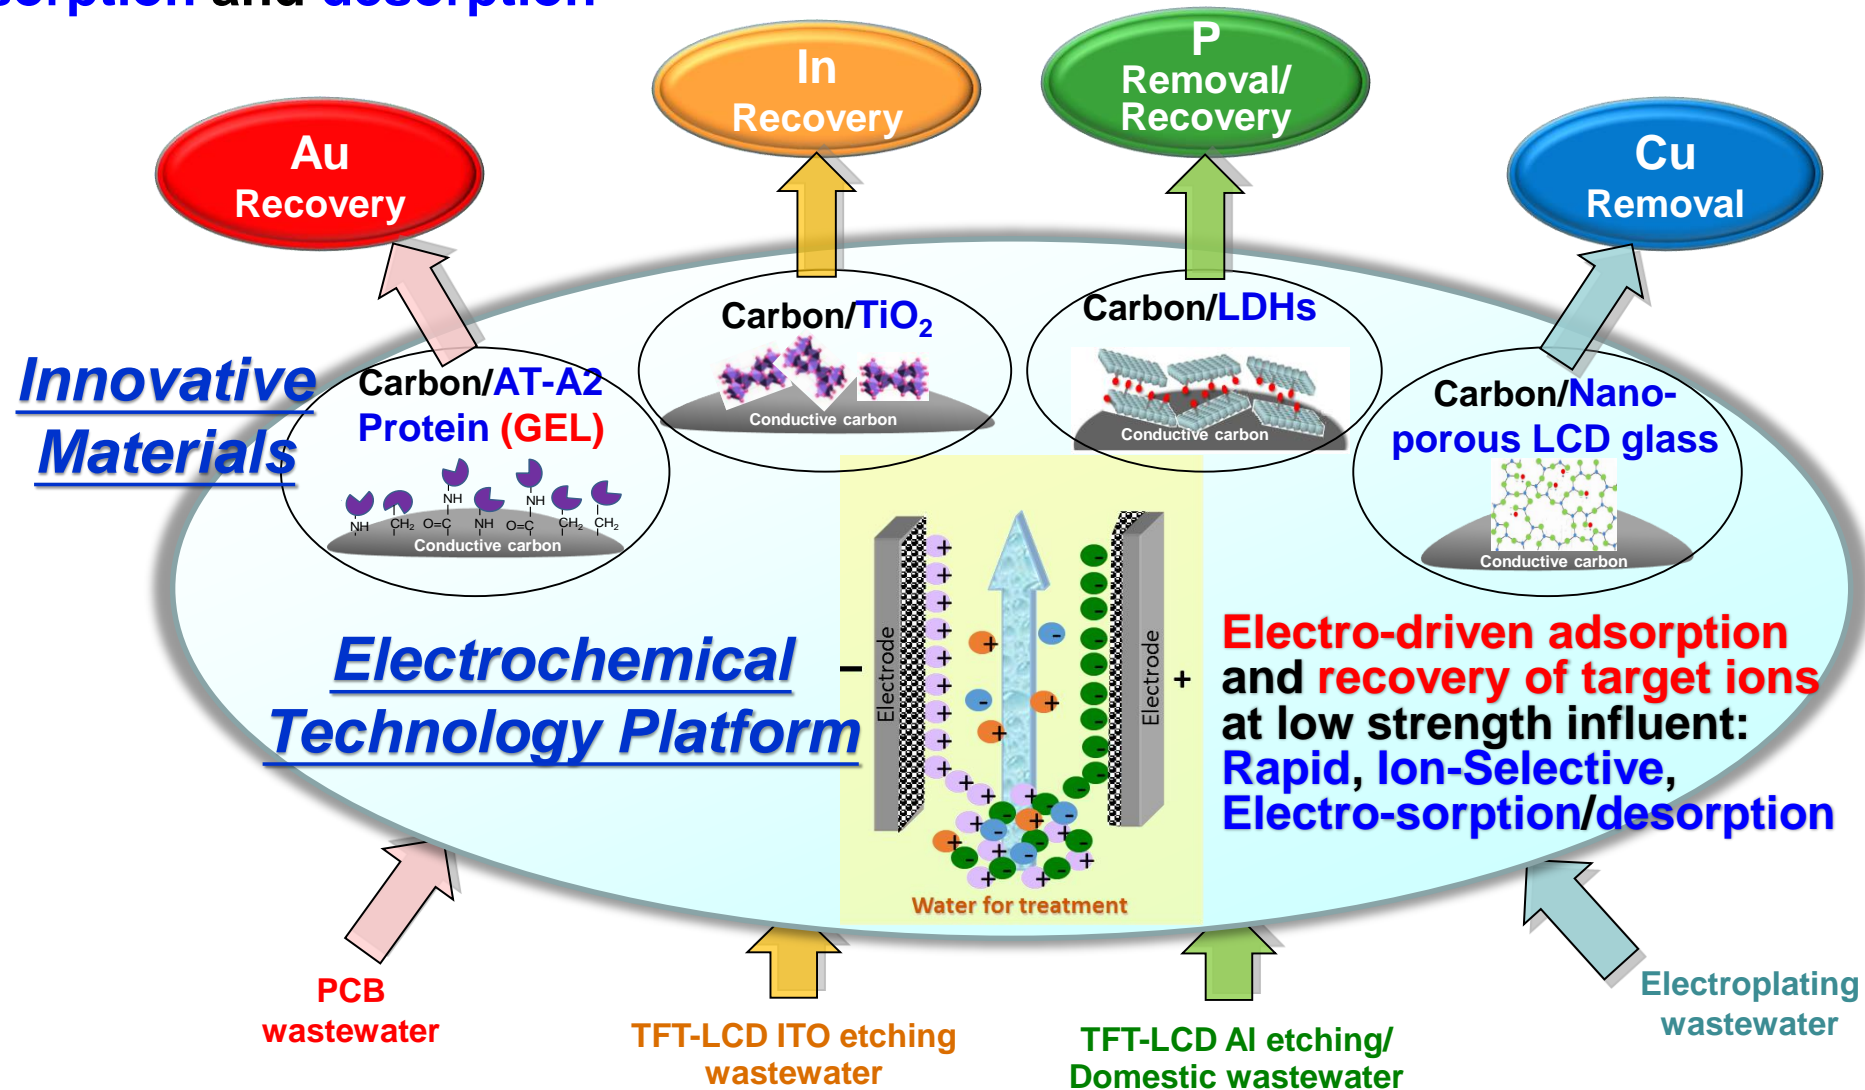 sorption and desorption
Au
Recovery
In
Recovery
P
Removal/
Recovery
Cu
Removal
Innovative
Materials
Carbon/AT-A2
Protein (GEL)
NH
CH2
NH
O=C
NH
NH
O=C
CH2
CH2
Conductive carbon
Carbon/TiO2
Conductive carbon
Carbon/LDHs
Conductive carbon
Carbon/Nano-
porous LCD glass
Conductive carbon
Electrochemical
Technology Platform
–
Electrode
Electrode
+
Water for treatment
Electro-driven adsorption
and recovery of target ions
at low strength influent:
Rapid, Ion-Selective,
Electro-sorption/desorption
PCB
wastewater
TFT-LCD ITO etching
wastewater
TFT-LCD Al etching/
Domestic wastewater
Electroplating
wastewater